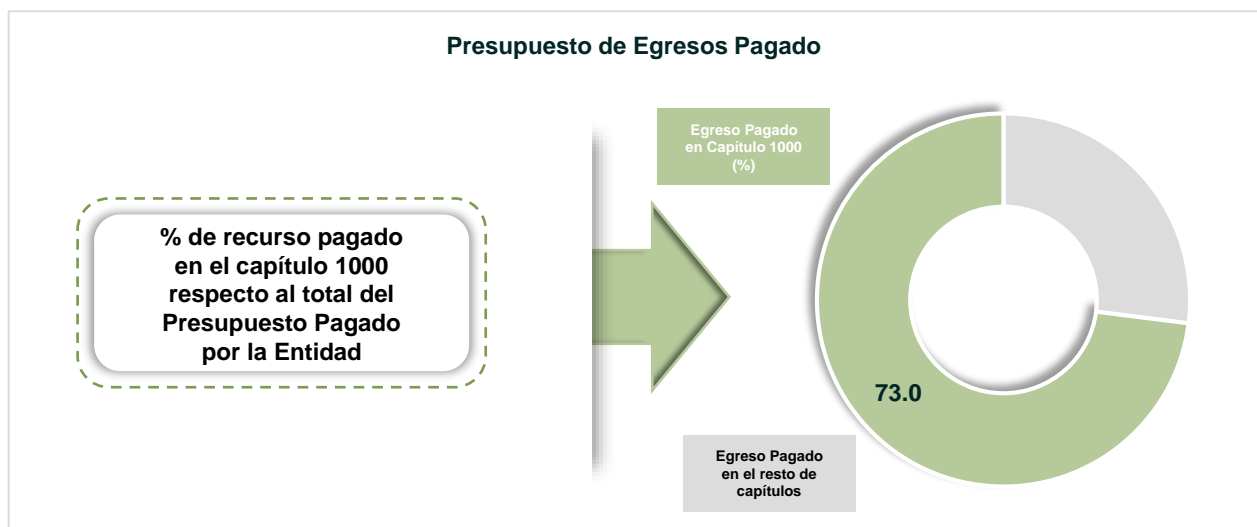 Presupuesto de Egresos Pagado
% de recurso pagado
en el capítulo 1000
respecto al total del
Presupuesto Pagado
por la Entidad
Egreso Pagado
en Capítulo 1000
(%)
73.0
Egreso Pagado
en el resto de
capítulos